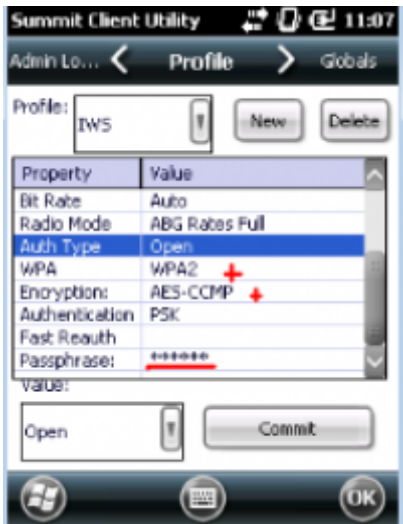 Summit Client Utility 11:07
Admin Lo... Profile Globals
Profile: IWS New Delete
Property Value
Bit Rate Auto
Radio Mode ABG Rates Full
Auth Type Open
WPA WPA2
Encryption: AES-CCMP
Authentication PSK
Fast Reauth
Passphrase: ******
Value:
Open Commit
OK